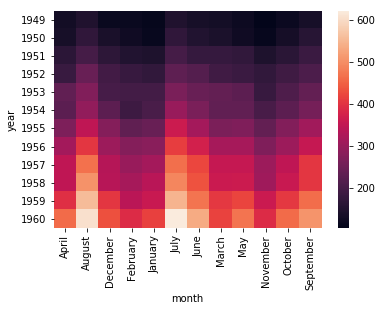 1949
1950
1951
1952
1953
1954
1955
1956
1957
1958
1959
1960
year
April
August
December
February
January
July
June
March
May
November
October
September
month
600
500
400
300
200